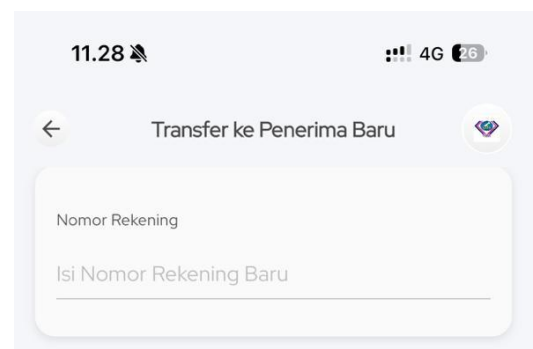 11.28
4G 26
Transfer ke Penerima Baru
Nomor Rekening
Isi Nomor Rekening Baru